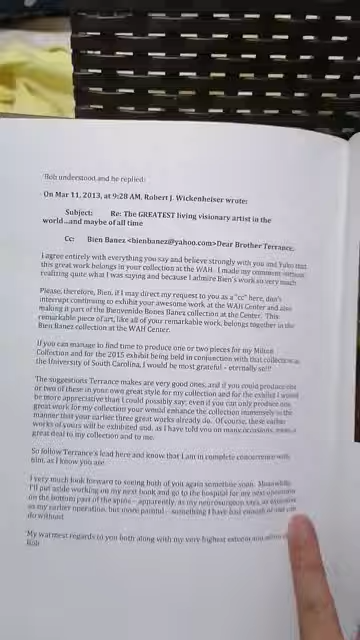 Bob understood and he replied:
On Mar 11, 2013, at 9:28 AM, Robert J. Wickenheiser wrote:
Subject: Re: The GREATEST living visionary artist in the
world...and maybe of all time
Cc: Bien Banez <bienbanez@yahoo.com>Dear Brother Terrance,
I agree entirely with everything you say and believe strongly with you and Yuko that
this great work belongs in your collection at the WAH. I made my comment without
realizing quite what I was saying and because I admire Bien's work so very much
Please, therefore, Bien, if I may direct my request to you as a "cc" here, don't
interrupt continuing to exhibit your awesome work at the WAH Center and also
making it part of the Bienvenido Bones Banez collection at the Center. This
remarkable piece of art, like all of your remarkable work, belongs together in the
Bien Banez collection at the WAH Center.
If you can manage to find time to produce one or two pieces for my Milton
Collection and for the 2015 exhibit being held in conjunction with that collection at
the University of South Carolina, I would be most grateful - eternally so!!!
The suggestions Terrance makes are very good ones, and if you could produce one
or two of these in your own great style for my collection and for the exhibit I would
be more appreciative than I could possibly say; even if you can only produce one
great work for my collection your would enhance the collection immensely in the
manner that your earlier three great works already do. Of course, these earlier
works of yours will be exhibited and, as I have told you on many occasions, mean a
great deal to my collection and to me.
So follow Terrance's lead here and know that I am in complete concurrence with
him, as I know you are
I very much look forward to seeing both of you again sometime soon. Meanwhile,
I'll put aside working on my next book and go to the hospital for my next operation
on the bottom part of the spine - apparently, as my neurosurgeon says, as extensive
as my earlier operation, but more painful - something I have had enough of and can
do without
My warmest regards to you both along with my very highest esteem and
Bob